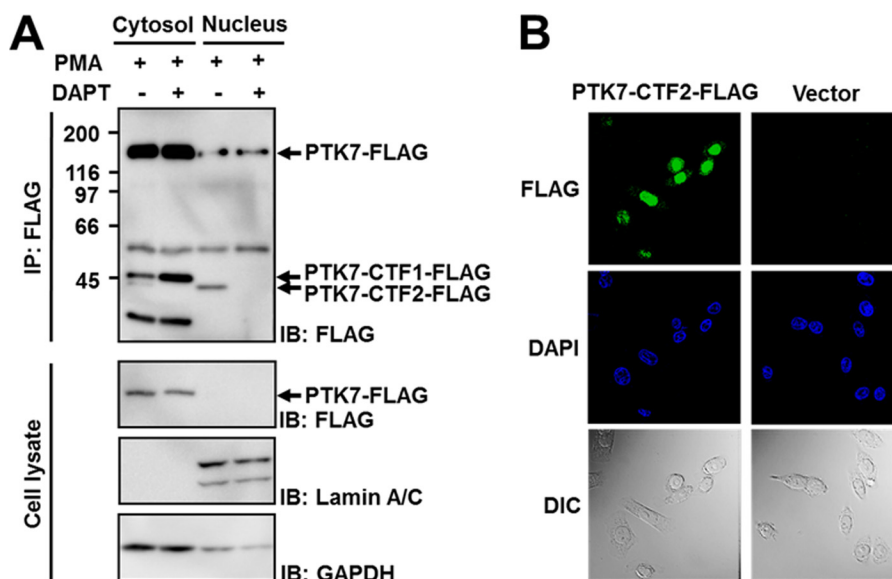 A
Cytosol Nucleus
PMA + + + +
DAPT - + - +
IP: FLAG
200
116
97
66
45
PTK7-FLAG
PTK7-CTF1-FLAG
PTK7-CTF2-FLAG
IB: FLAG
Cell lysate
PTK7-FLAG
IB: FLAG
IB: Lamin A/C
IB: GAPDH
B
PTK7-CTF2-FLAG Vector
FLAG
DAPI
DIC